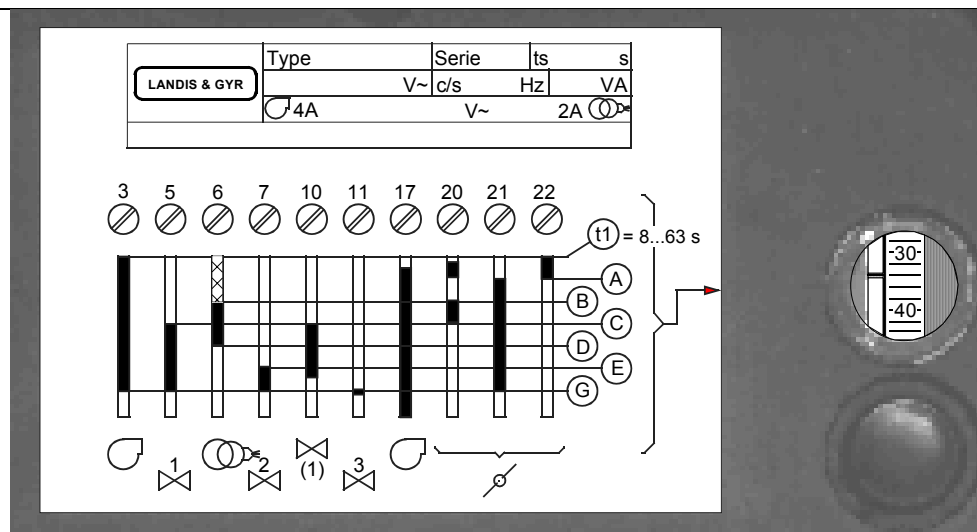 Type Serie ts s
LANDIS & GYR
V~ c/s Hz VA
4A V~ 2A
3 5 6 7 10 11 17 20 21 22
t1 = 8...63 s
A
B
C
D
E
G
-30-
-40-
1 2 (1) 3